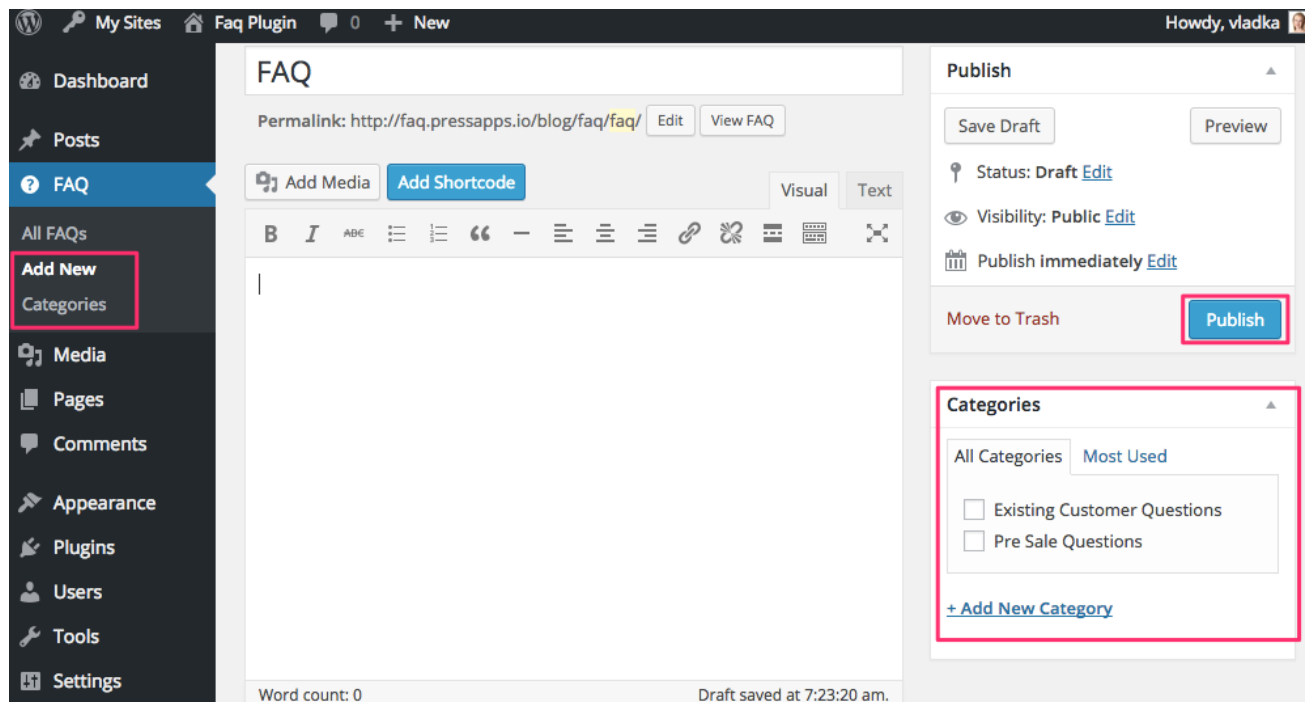 My Sites Faq Plugin 0 + New Howdy, vladka
Dashboard
Posts
FAQ
All FAQs
Add New
Categories
Media
Pages
Comments
Appearance
Plugins
Users
Tools
Settings
FAQ
Permalink: http://faq.pressapps.io/blog/faq/faq/ Edit View FAQ
Add Media Add Shortcode
Visual Text
B I ABE
Word count: 0 Draft saved at 7:23:20 am.
Publish
Save Draft Preview
Status: Draft Edit
Visibility: Public Edit
Publish immediately Edit
Move to Trash Publish
Categories
All Categories Most Used
Existing Customer Questions
Pre Sale Questions
+ Add New Category